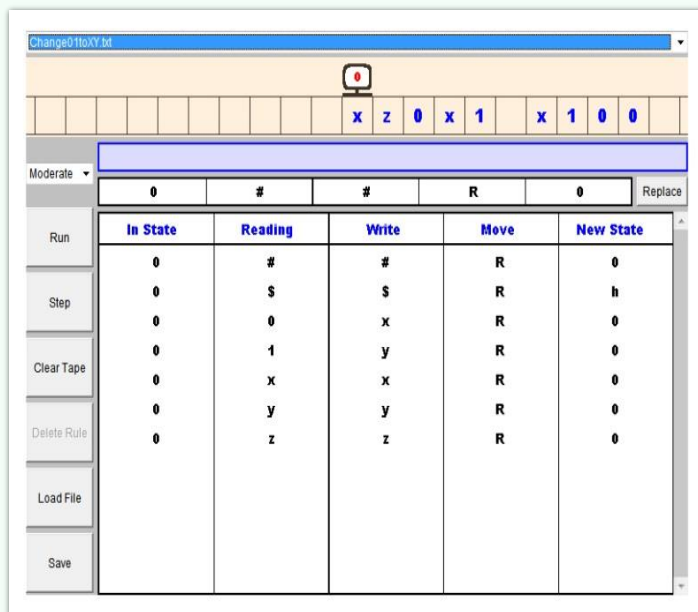 Change01toXY.txt
0
x z 0 x 1 x 1 0 0
Moderate
0 # # R 0 Replace
Run
In State Reading Write Move New State
0 # # R 0
0 $ $ R h
Step
0 0 x R 0
0 1 y R 0
Clear Tape
0 x x R 0
0 y y R 0
Delete Rule
0 z z R 0
Load File
Save